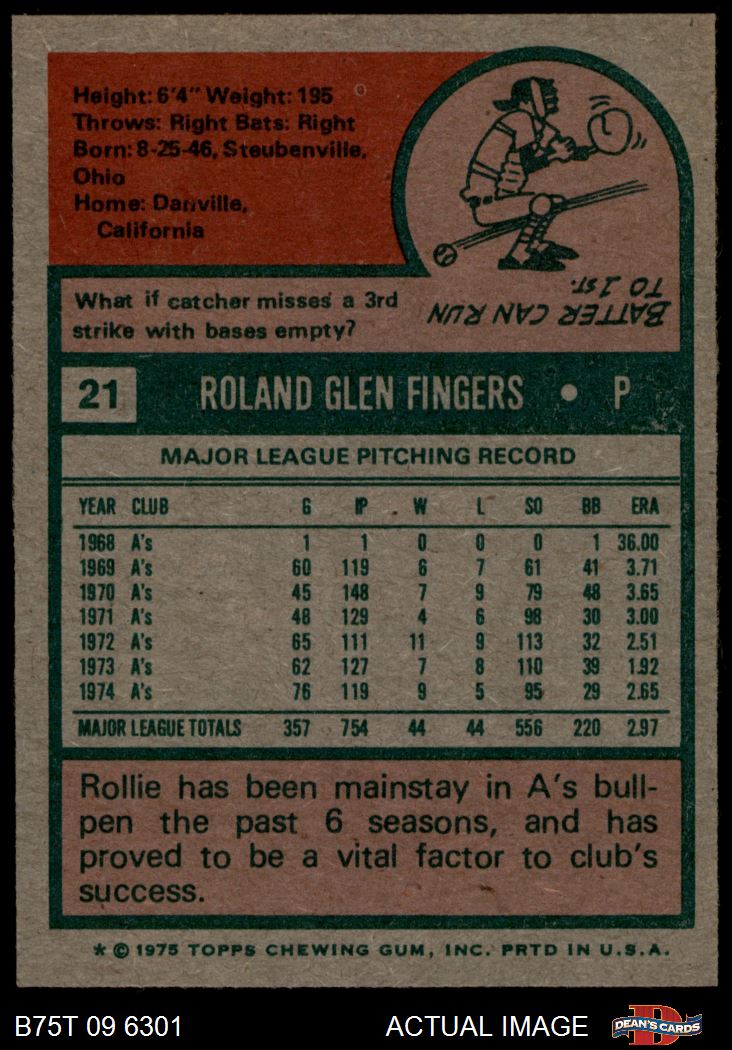 Height: 6'4" Weight: 195
Throws: Right Bats: Right
Born: 8-25-46, Steubenville,
Ohio
Home: Danville,
California
What if catcher misses a 3rd
strike with bases empty?
BATTER CAN RUN
TO 1ST.
21 ROLAND GLEN FINGERS • P
MAJOR LEAGUE PITCHING RECORD
YEAR CLUB G IP W L SO BB ERA
1968 A's 1 1 0 0 0 1 36.00
1969 A's 60 119 6 7 61 41 3.71
1970 A's 45 148 7 9 79 48 3.65
1971 A's 48 129 4 6 98 30 3.00
1972 A's 65 111 11 9 113 32 2.51
1973 A's 62 127 7 8 110 39 1.92
1974 A's 76 119 9 5 95 29 2.65
MAJOR LEAGUE TOTALS 357 754 44 44 556 220 2.97
Rollie has been mainstay in A's bull-
pen the past 6 seasons, and has
proved to be a vital factor to club's
success.
* © 1975 TOPPS CHEWING GUM, INC. PRTD IN U.S.A.
B75T 09 6301 ACTUAL IMAGE DEAN'S CARDS